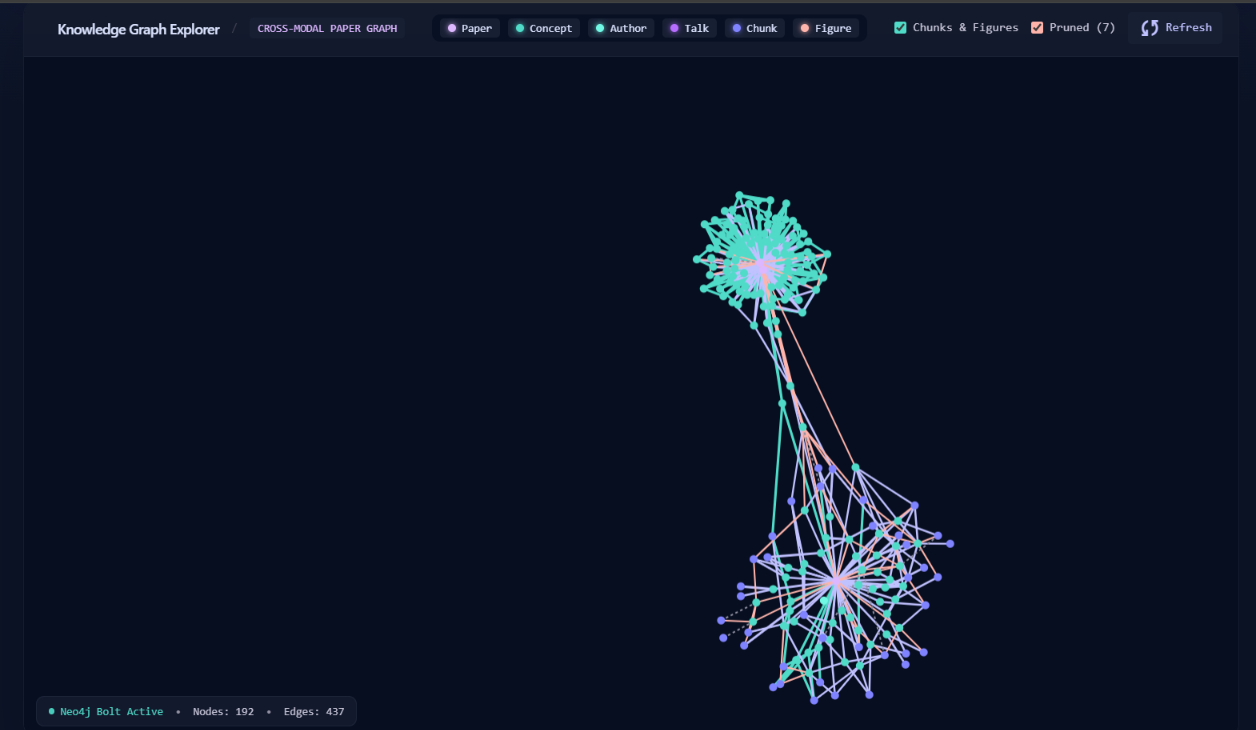 Knowledge Graph Explorer / CROSS-MODAL PAPER GRAPH Paper Concept Author Talk Chunk Figure Chunks & Figures Pruned (7) Refresh
Neo4j Bolt Active • Nodes: 192 • Edges: 437